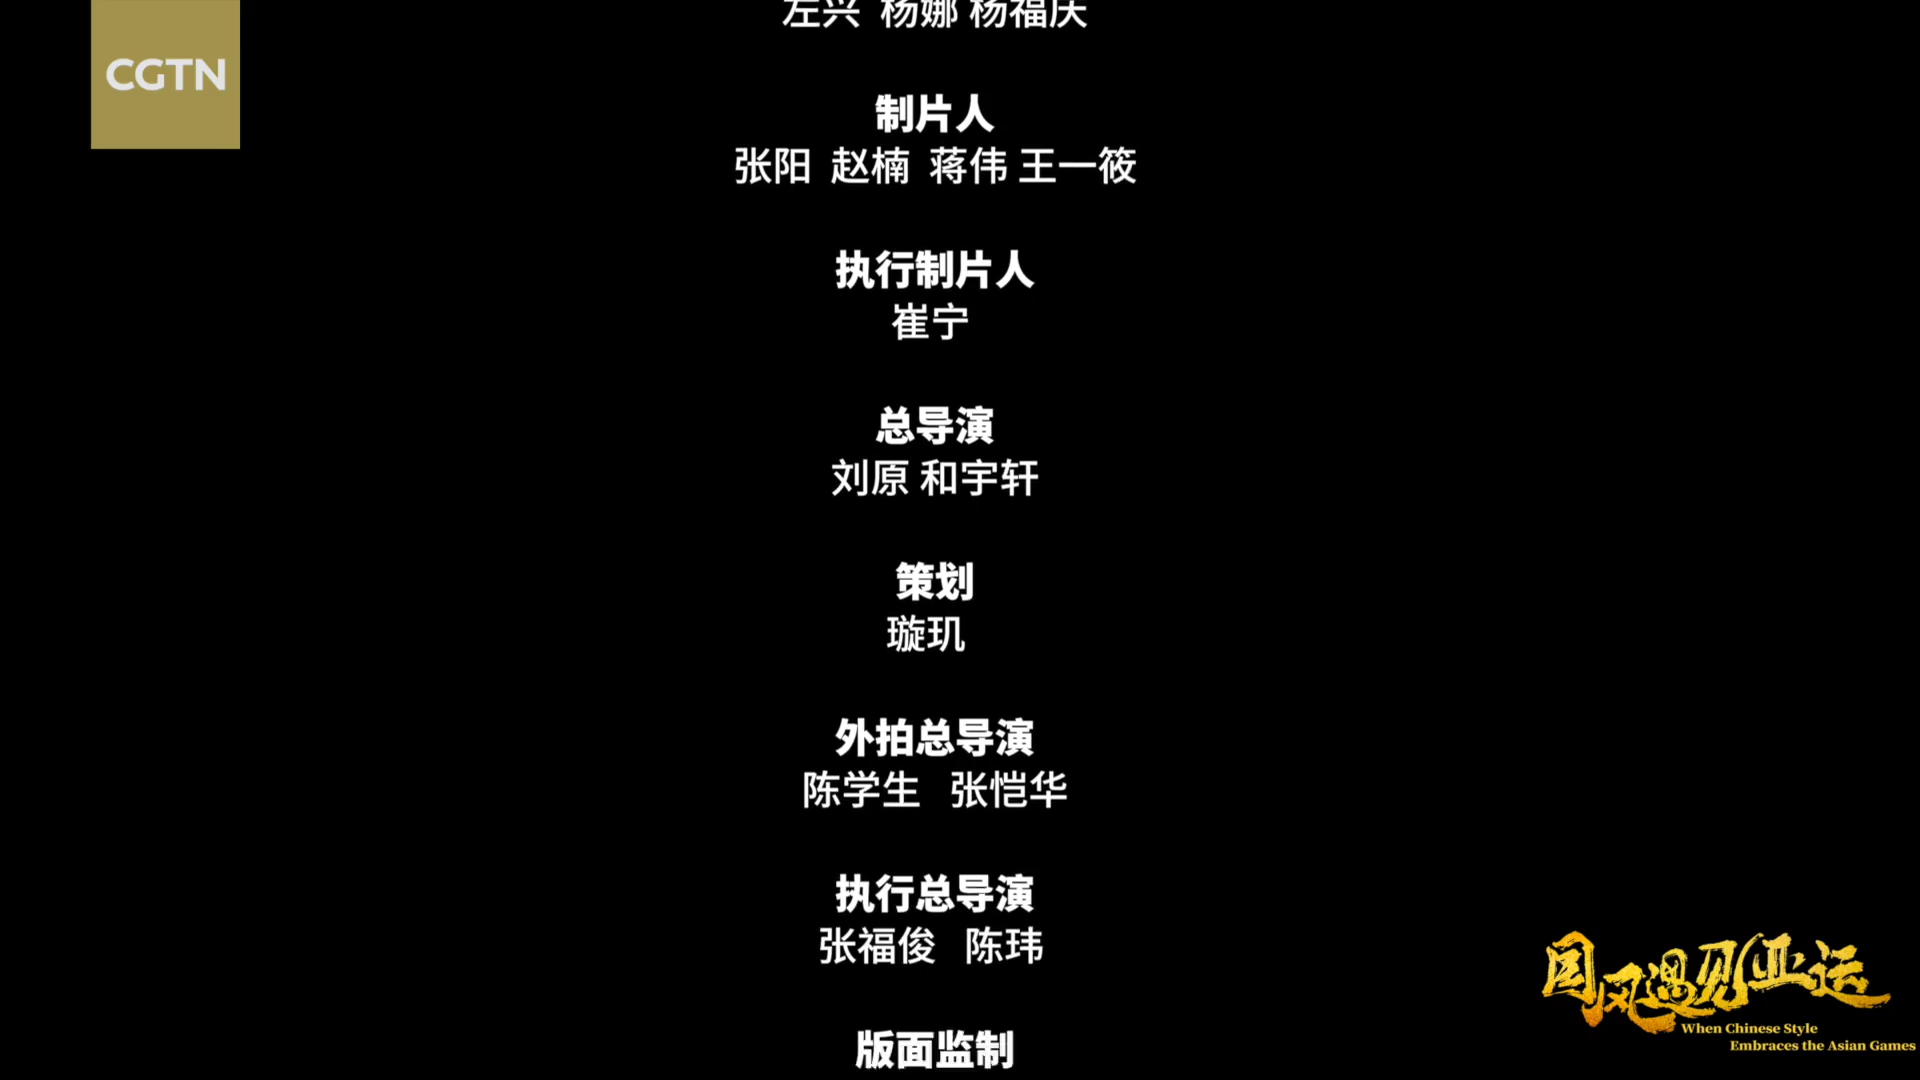 左兴 杨娜 杨福庆
CGTN
制片人
张阳 赵楠 蒋伟 王一筱
执行制片人
崔宁
总导演
刘原 和宇轩
策划
璇玑
外拍总导演
陈学生 张恺华
执行总导演
张福俊 陈玮
版面监制
国风遇见亚运
When Chinese Style
Embraces the Asian Games